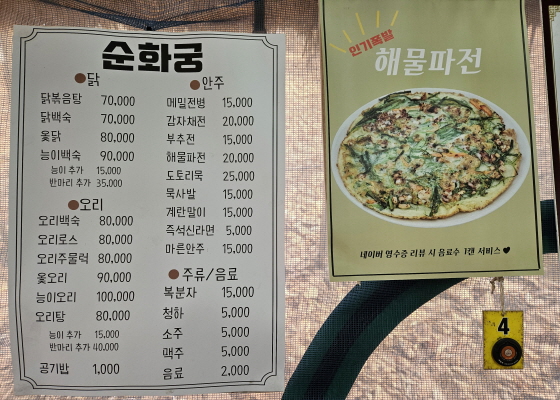 순화궁
닭
닭볶음탕 70.000
닭백숙 70.000
옻닭 80.000
능이백숙 90.000
능이 추가 15.000
반마리 추가 35.000
오리
오리백숙 80.000
오리로스 80.000
오리주물럭 80.000
옻오리 90.000
능이오리 100.000
오리탕 80.000
능이 추가 15.000
반마리 추가 40.000
공기밥 1.000
안주
메밀전병 15.000
감자채전 20.000
부추전 15.000
해물파전 20.000
도토리묵 25.000
묵사발 15.000
계란말이 15.000
즉석신라면 5.000
마른안주 15.000
주류/음료
복분자 15.000
청하 5.000
소주 5.000
맥주 5.000
음료 2.000
인기폭발
해물파전
네이버 영수증 리뷰 시 음료수 1캔 서비스 ♥
4